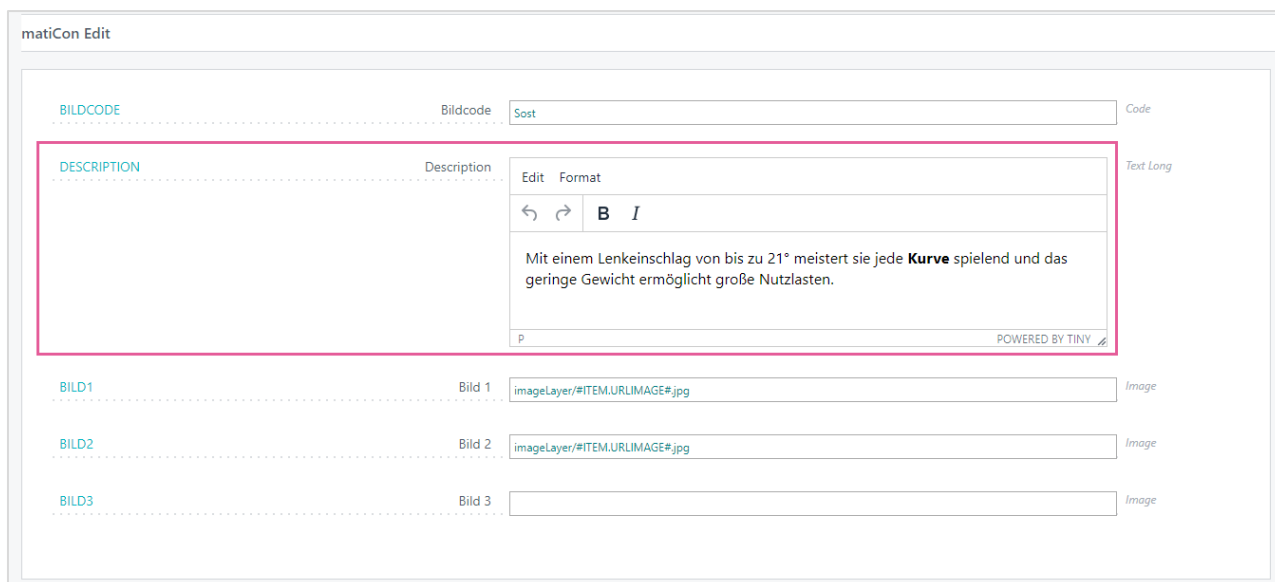 matiCon Edit
BILDCODE Bildcode Sost Code
DESCRIPTION Description Text Long
Edit Format
B I
Mit einem Lenkeinschlag von bis zu 21° meistert sie jede Kurve spielend und das
geringe Gewicht ermöglicht große Nutzlasten.
P POWERED BY TINY
BILD1 Bild 1 imageLayer/#ITEM.URLIMAGE#.jpg Image
BILD2 Bild 2 imageLayer/#ITEM.URLIMAGE#.jpg Image
BILD3 Bild 3 Image